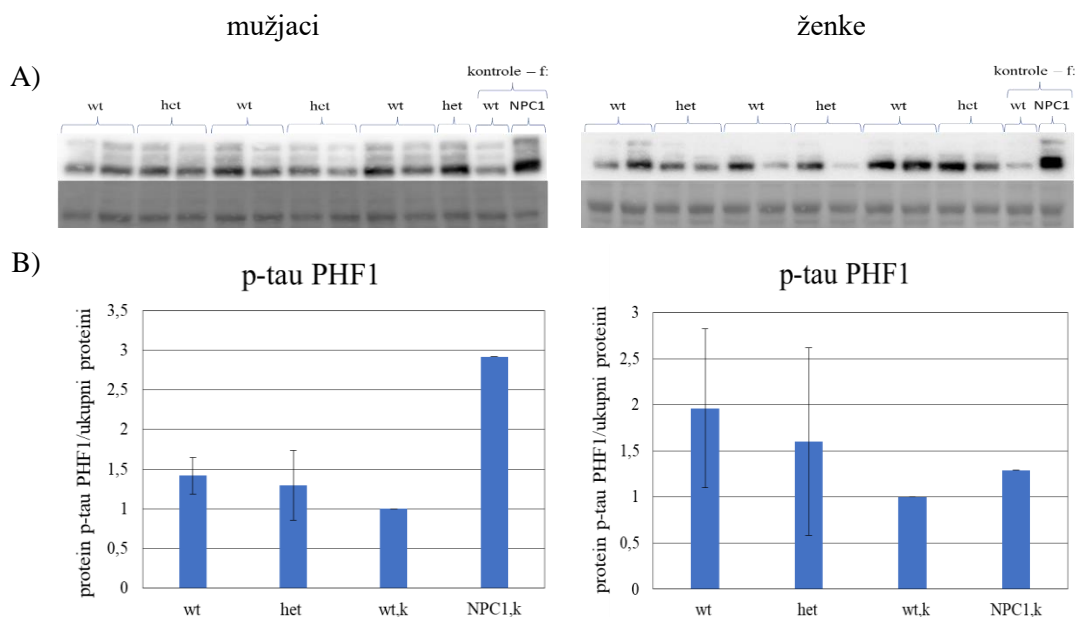 mužjaci ženke
A)
kontrole – f: kontrole – f:
wt hct wt hct wt het wt NPC1 wt het wt het wt hct wt NPC1
B)
p-tau PHF1 p-tau PHF1
protein p-tau PHF1/ukupni proteini
3,5
3
2,5
2
1,5
1
0,5
0
wt het wt,k NPC1,k
protein p-tau PHF1/ukupni proteini
3
2,5
2
1,5
1
0,5
0
wt het wt,k NPC1,k